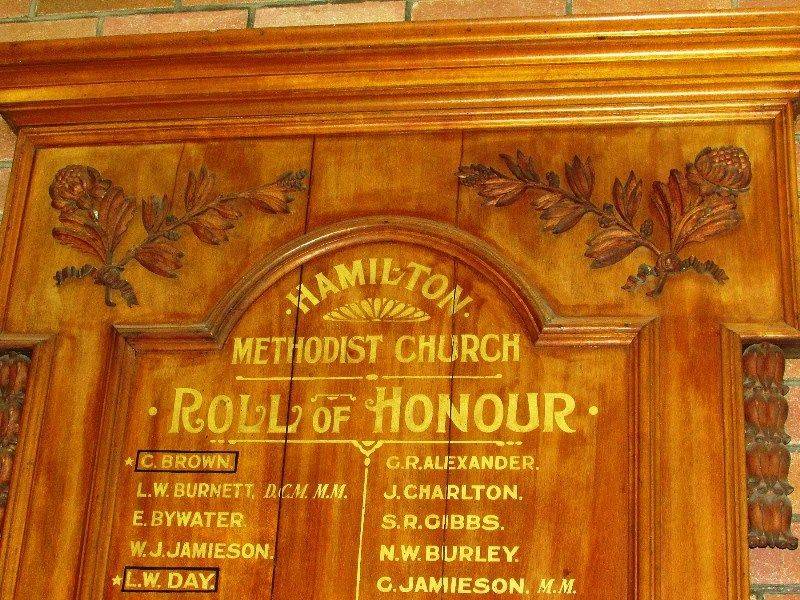 HAMILTON
METHODIST CHURCH
ROLL OF HONOUR
C. BROWN
L.W. BURNETT, D.C.M. M.M.
E. BYWATER.
W.J. JAMIESON.
L.W. DAY.
G.R. ALEXANDER.
J. CHARLTON.
S.R. GIBBS.
N.W. BURLEY.
G. JAMIESON, M.M.